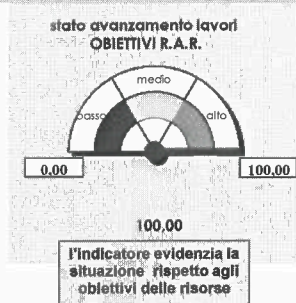 stato avanzamento lavori
OBIETTIVI R.A.R.
medio
basso
alto
0,00
100,00
100,00
l'indicatore evidenzia la
situazione rispetto agli
obiettivi delle risorse